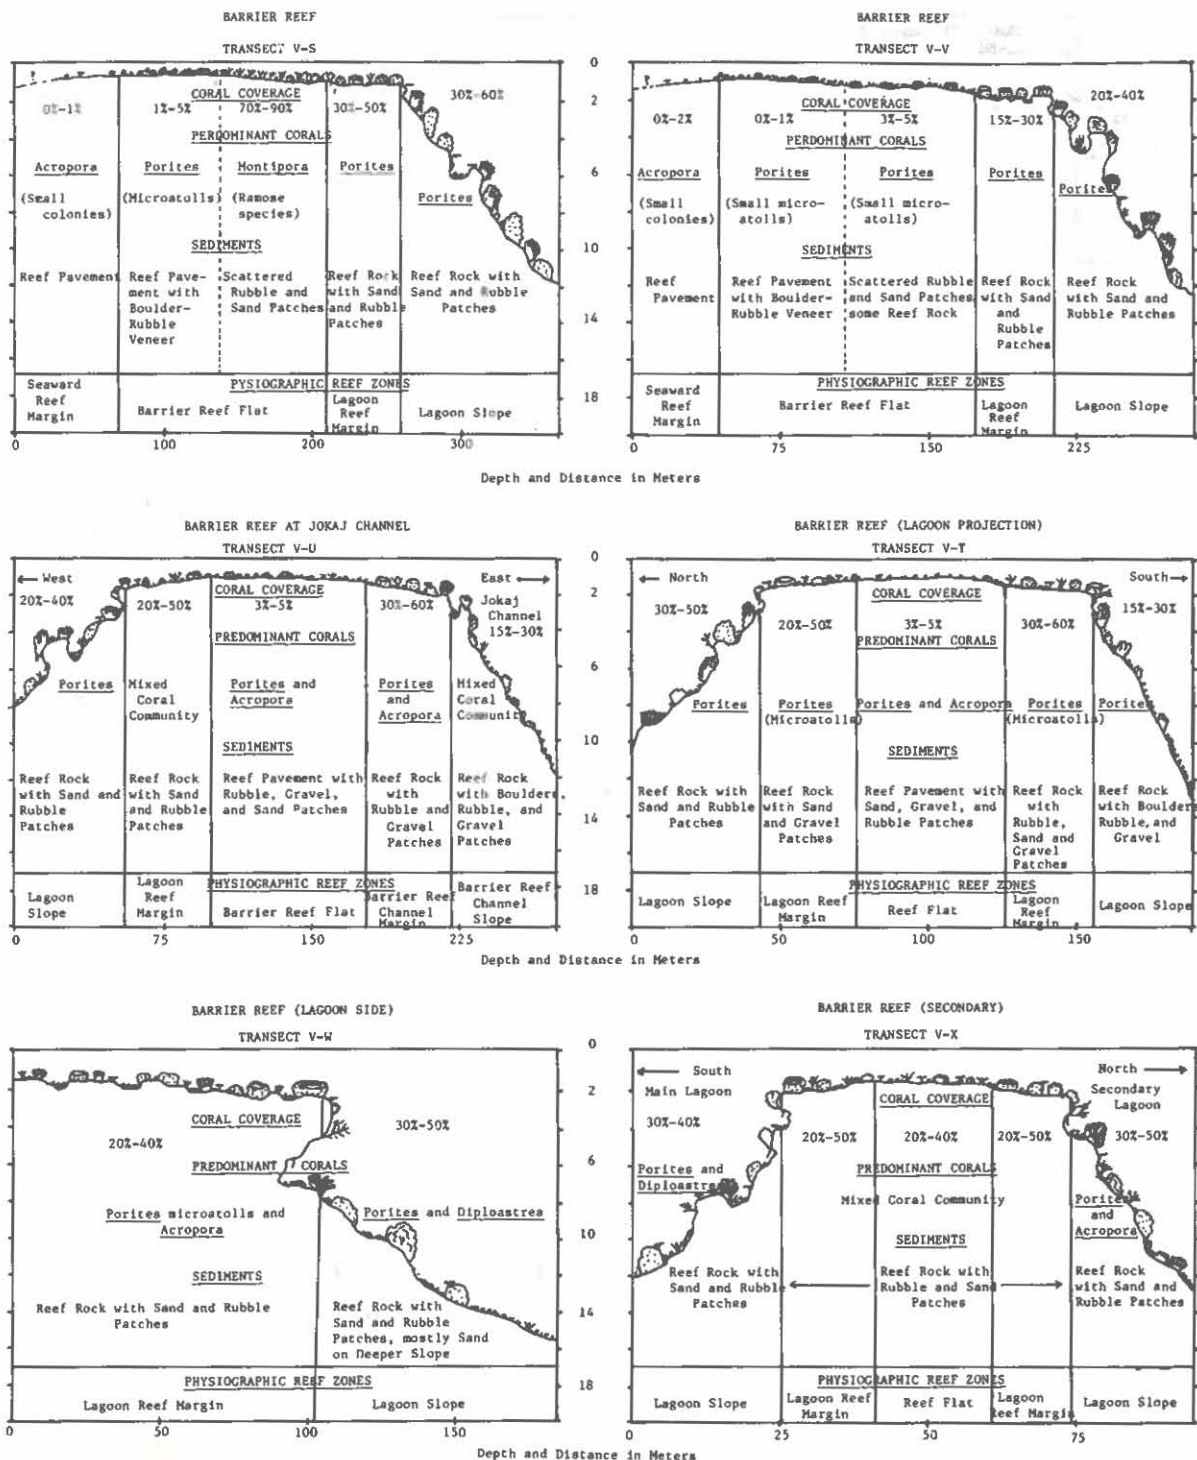 BARRIER REEF
TRANSECT V-S
CORAL COVERAGE
0%-1% 1%-5% 70%-90% 30%-50% 30%-60%
PERDOMINANT CORALS
Acropora Porites Montipora Porites
(Small colonies) (Microatolls) (Ramose species) Porites
SEDIMENTS
Reef Pavement
Reef Pave-
ment with
Boulder-
Rubble
Veneer
Scattered
Rubble and
Sand Patches
Reef Rock
with Sand
and Rubble
Patches
Reef Rock with
Sand and Rubble
Patches
PYSIOGRAPHIC REEF ZONES
Seaward
Reef
Margin
Barrier Reef Flat
Lagoon
Reef
Margin
Lagoon Slope
0 100 200 300
0
2
6
10
14
18
BARRIER REEF
TRANSECT V-V
CORAL COVERAGE
0%-2% 0%-1% 3%-5% 15%-30% 20%-40%
PERDOMINANT CORALS
Acropora Porites Porites Porites Porites
(Small
colonies)
(Small micro-
atolls)
(Small micro-
atolls)
SEDIMENTS
Reef
Pavement
Reef Pavement
with Boulder-
Rubble Veneer
Scattered Rubble
and Sand Patches
some Reef Rock
Reef Rock
with Sand
and
Rubble
Patches
Reef Rock
with Sand and
Rubble Patches
PHYSIOGRAPHIC REEF ZONES
Seaward
Reef
Margin
Barrier Reef Flat
Lagoon
Reef
Margin
Lagoon Slope
0 75 150 225
Depth and Distance in Meters
BARRIER REEF AT JOKAJ CHANNEL
TRANSECT V-U
← West East →
Jokaj
Channel
CORAL COVERAGE
20%-40% 20%-50% 3%-5% 30%-60% 15%-30%
PREDOMINANT CORALS
Porites
Mixed
Coral
Community
Porites and
Acropora
Porites
and
Acropora
Mixed
Coral
Community
SEDIMENTS
Reef Rock
with Sand and
Rubble
Patches
Reef Rock
with Sand
and Rubble
Patches
Reef Pavement with
Rubble, Gravel,
and Sand Patches
Reef Rock
with
Rubble and
Gravel
Patches
Reef Rock
with Boulders,
Rubble, and
Gravel
Patches
PHYSIOGRAPHIC REEF ZONES
Lagoon
Slope
Lagoon
Reef
Margin
Barrier Reef Flat
Barrier Reef
Channel
Margin
Barrier Reef
Channel
Slope
0 75 150 225
0
2
6
10
14
18
BARRIER REEF (LAGOON PROJECTION)
TRANSECT V-T
← North South →
CORAL COVERAGE
30%-50% 20%-50% 3%-5% 30%-60% 15%-30%
PREDOMINANT CORALS
Porites Porites Porites and Acropora Porites Porites
(Microatolls) (Microatolls)
SEDIMENTS
Reef Rock with
Sand and Rubble
Patches
Reef Rock
with Sand
and Gravel
Patches
Reef Pavement with
Sand, Gravel, and
Rubble Patches
Reef Rock
with
Rubble,
Sand and
Gravel
Patches
Reef Rock
with Boulders
Rubble, and
Gravel
PHYSIOGRAPHIC REEF ZONES
Lagoon Slope
Lagoon Reef
Margin
Reef Flat
Lagoon
Reef
Margin
Lagoon Slope
0 50 100 150
Depth and Distance in Meters
BARRIER REEF (LAGOON SIDE)
TRANSECT V-W
CORAL COVERAGE
20%-40% 30%-50%
PREDOMINANT CORALS
Porites microatolls and
Acropora
Porites and Diploastres
SEDIMENTS
Reef Rock with Sand and Rubble
Patches
Reef Rock with
Sand and Rubble
Patches, mostly Sand
on Deeper Slope
PHYSIOGRAPHIC REEF ZONES
Lagoon Reef Margin Lagoon Slope
0 50 100 150
0
2
6
10
14
18
BARRIER REEF (SECONDARY)
TRANSECT V-X
← South North →
Main Lagoon
Secondary
Lagoon
CORAL COVERAGE
30%-40% 20%-50% 20%-40% 20%-50% 30%-50%
PREDOMINANT CORALS
Porites and
Diploastres
Mixed Coral Community
Porites
and
Acropora
SEDIMENTS
Reef Rock with
Sand and Rubble
Patches
Reef Rock with
Rubble and Sand
Patches
Reef Rock
with Sand and
Rubble Patches
PHYSIOGRAPHIC REEF ZONES
Lagoon Slope
Lagoon Reef
Margin
Reef Flat
Lagoon
Reef Margin
Lagoon Slope
0 25 50 75
Depth and Distance in Meters